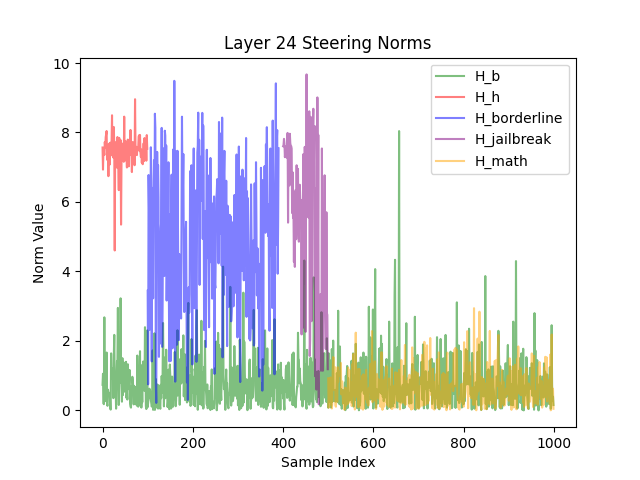 Layer 24 Steering Norms
10
8
6
4
2
0
Norm Value
H_b
H_h
H_borderline
H_jailbreak
H_math
0 200 400 600 800 1000
Sample Index